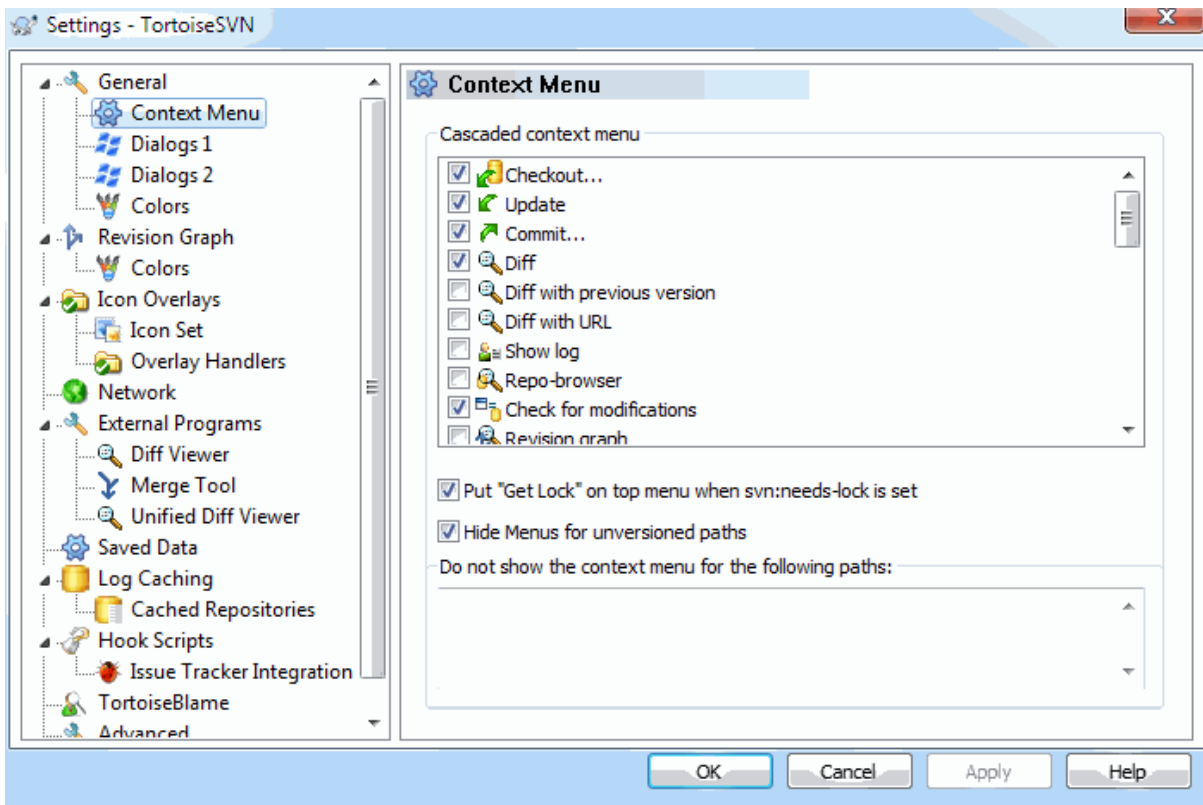 Settings - TortoiseSVN
General
Context Menu
Dialogs 1
Dialogs 2
Colors
Revision Graph
Colors
Icon Overlays
Icon Set
Overlay Handlers
Network
External Programs
Diff Viewer
Merge Tool
Unified Diff Viewer
Saved Data
Log Caching
Cached Repositories
Hook Scripts
Issue Tracker Integration
TortoiseBlame
Advanced
Context Menu
Cascaded context menu
Checkout...
Update
Commit...
Diff
Diff with previous version
Diff with URL
Show log
Repo-browser
Check for modifications
Revision graph
Put "Get Lock" on top menu when svn:needs-lock is set
Hide Menus for unversioned paths
Do not show the context menu for the following paths:
OK
Cancel
Apply
Help